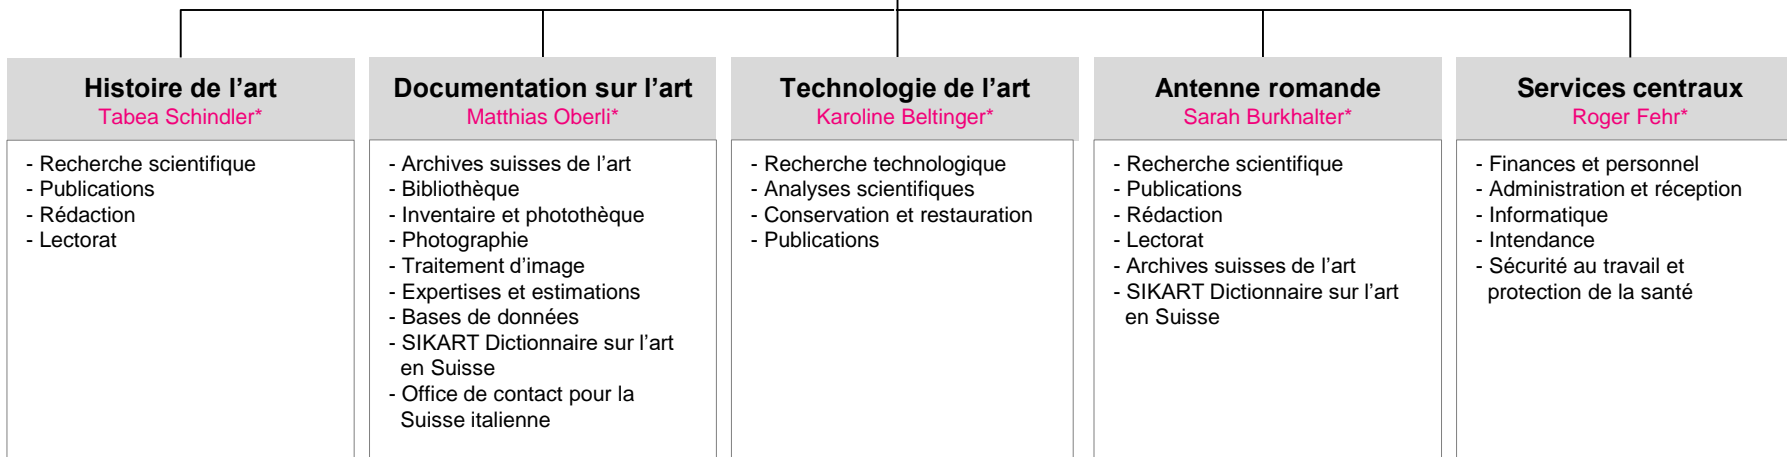 Histoire de l’art
Tabea Schindler*
- Recherche scientifique
- Publications
- Rédaction
- Lectorat
Documentation sur l’art
Matthias Oberli*
- Archives suisses de l’art
- Bibliothèque
- Inventaire et photothèque
- Photographie
- Traitement d’image
- Expertises et estimations
- Bases de données
- SIKART Dictionnaire sur l’art
en Suisse
- Office de contact pour la
Suisse italienne
Technologie de l’art
Karoline Beltinger*
- Recherche technologique
- Analyses scientifiques
- Conservation et restauration
- Publications
Antenne romande
Sarah Burkhalter*
- Recherche scientifique
- Publications
- Rédaction
- Lectorat
- Archives suisses de l’art
- SIKART Dictionnaire sur l’art
en Suisse
Services centraux
Roger Fehr*
- Finances et personnel
- Administration et réception
- Informatique
- Intendance
- Sécurité au travail et
protection de la santé